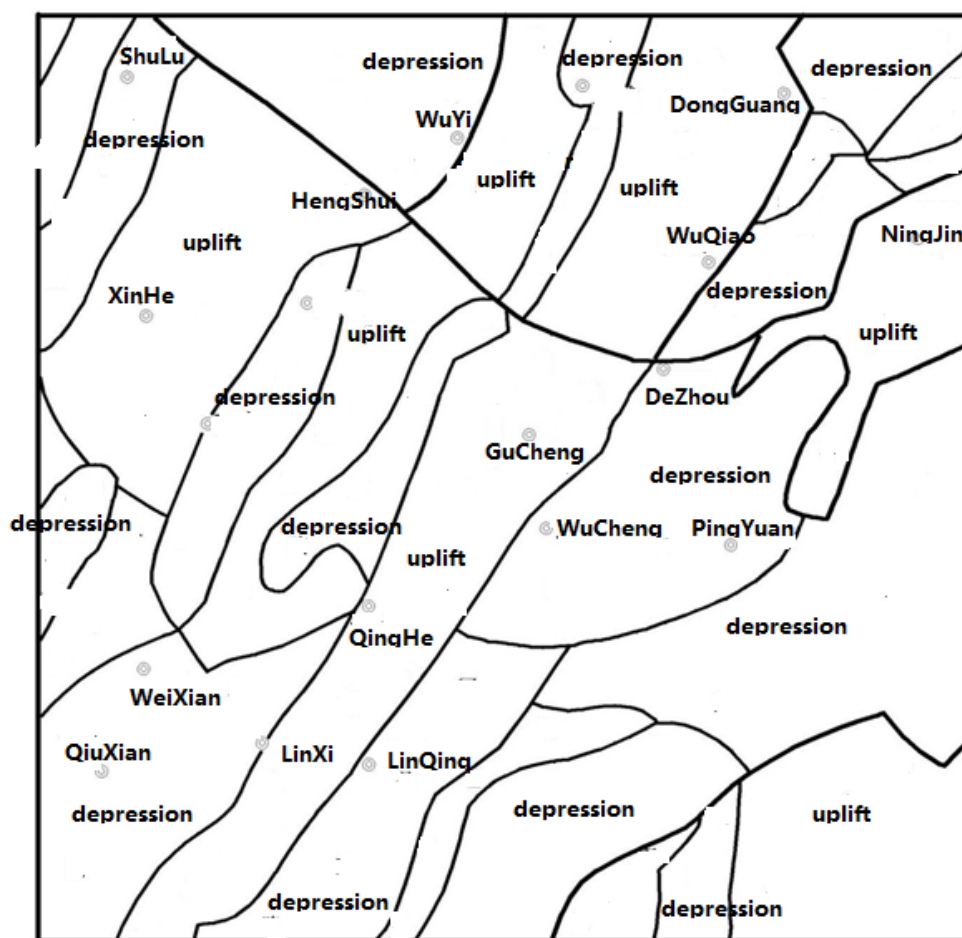 ShuLu
depression
depression
depression
DongGuang
WuYi
depression
uplift
uplift
HengShui
uplift
WuQiao
NingJin
XinHe
depression
uplift
uplift
depression
DeZhou
GuCheng
depression
depression
depression
WuCheng
PingYuan
uplift
QingHe
depression
WeiXian
QiuXian
LinXi
LinQing
depression
depression
uplift
depression
depression